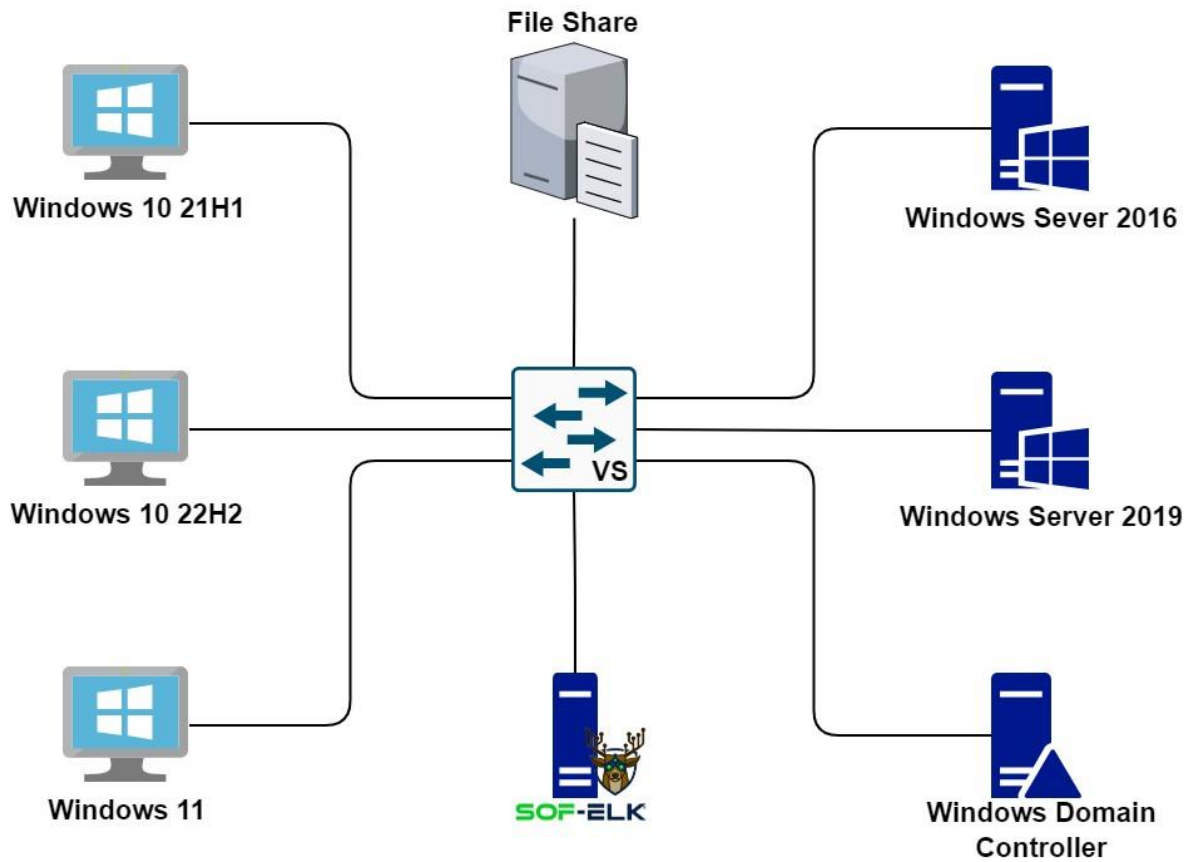 File Share
Windows 10 21H1
Windows Sever 2016
VS
Windows 10 22H2
Windows Server 2019
Windows 11
SOF-ELK
Windows Domain
Controller